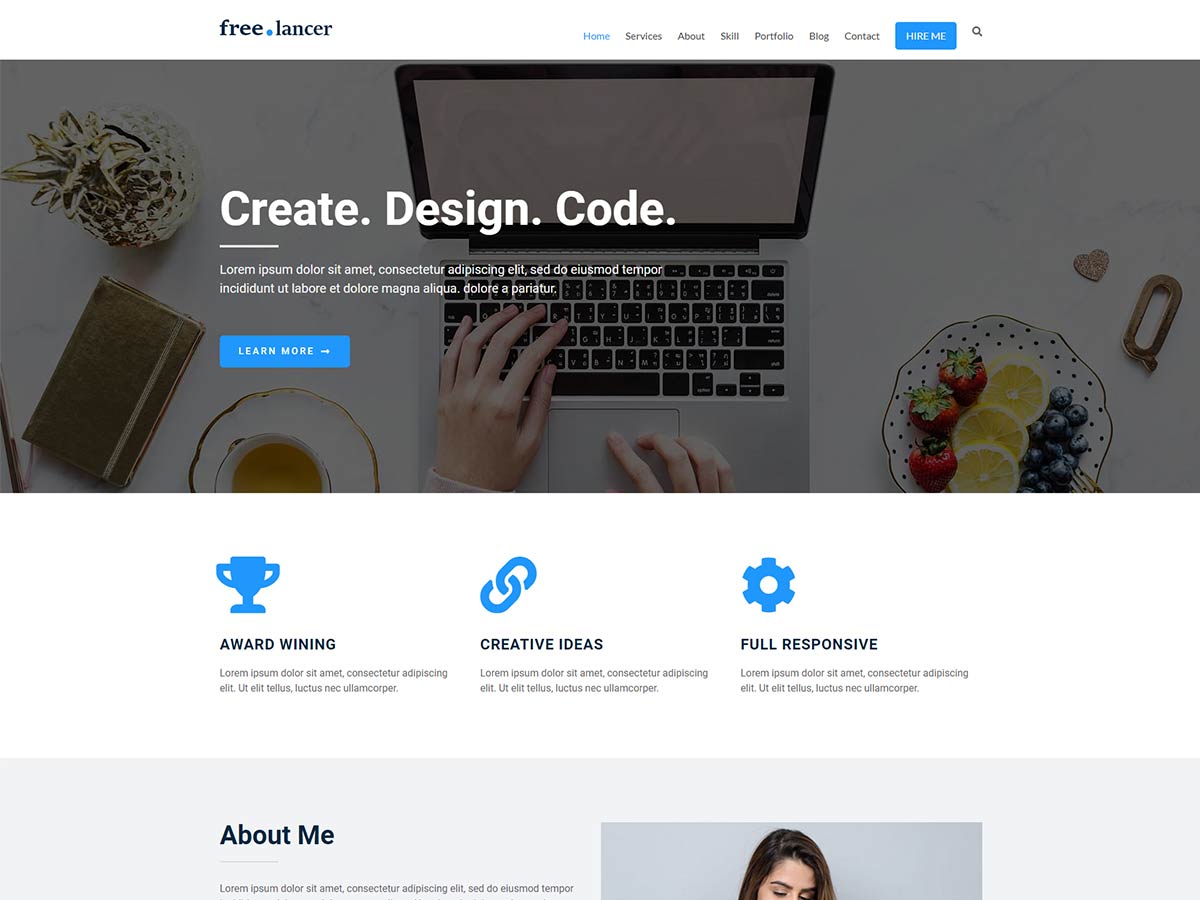 free.lancer
Home Services About Skill Portfolio Blog Contact HIRE ME
Create. Design. Code.
Lorem ipsum dolor sit amet, consectetur adipiscing elit, sed do eiusmod tempor
incididunt ut labore et dolore magna aliqua. dolore a pariatur.
LEARN MORE →
AWARD WINING
Lorem ipsum dolor sit amet, consectetur adipiscing
elit. Ut elit tellus, luctus nec ullamcorper.
CREATIVE IDEAS
Lorem ipsum dolor sit amet, consectetur adipiscing
elit. Ut elit tellus, luctus nec ullamcorper.
FULL RESPONSIVE
Lorem ipsum dolor sit amet, consectetur adipiscing
elit. Ut elit tellus, luctus nec ullamcorper.
About Me
Lorem ipsum dolor sit amet, consectetur adipiscing elit, sed do eiusmod tempor